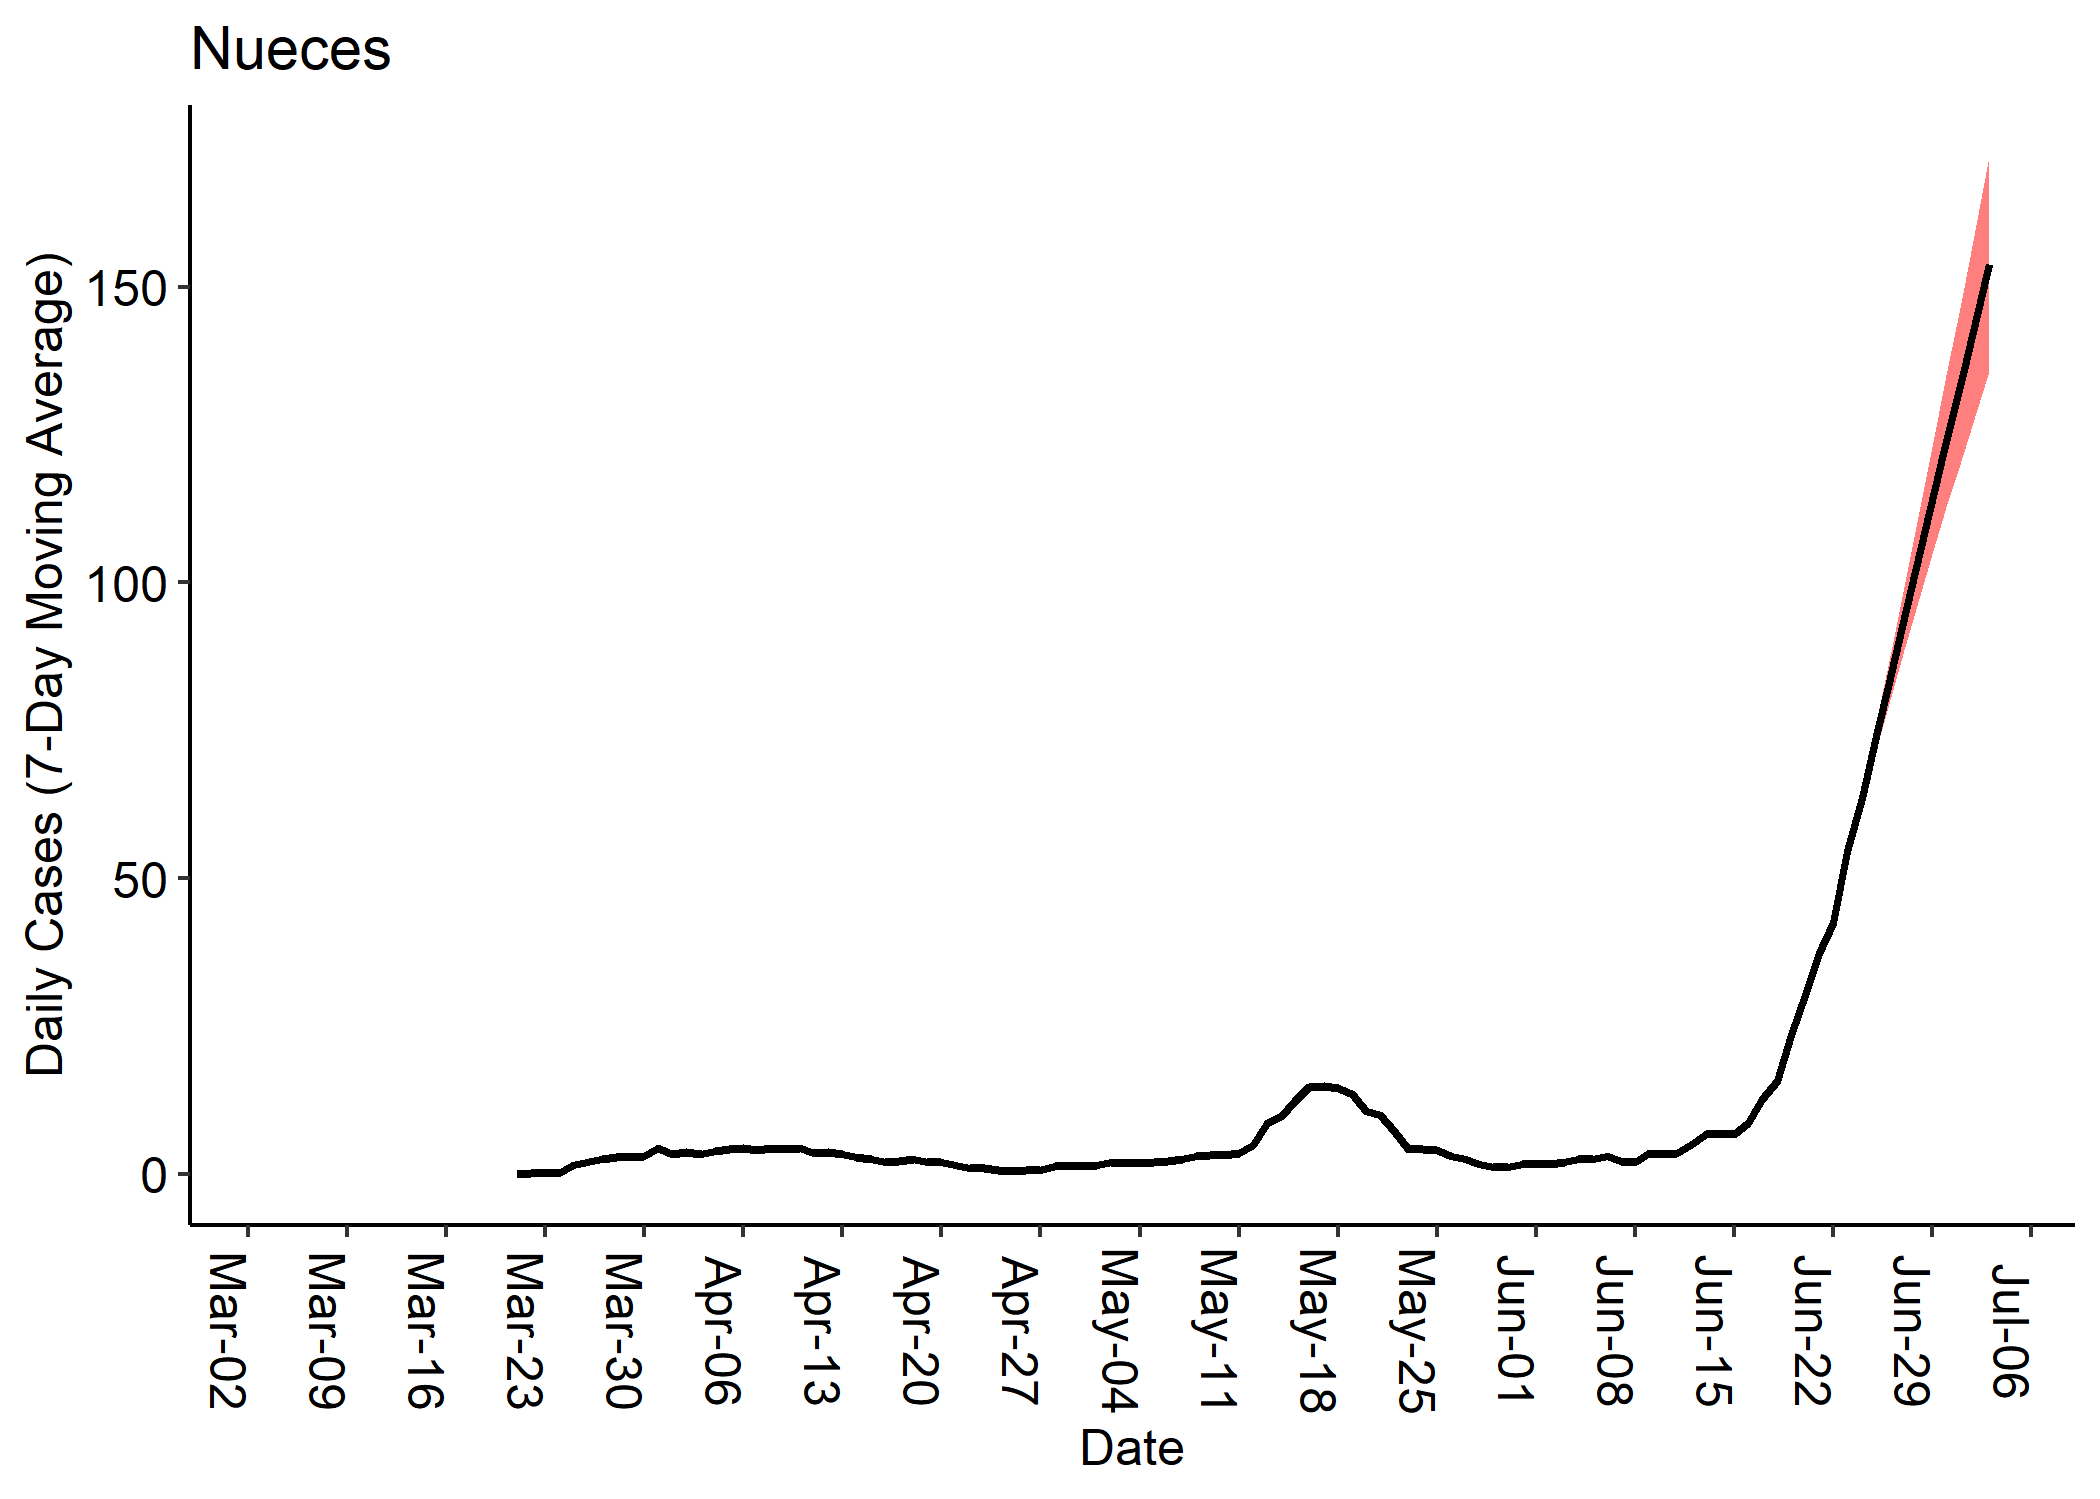 Nueces
Daily Cases (7-Day Moving Average)
150
100
50
0
Mar-02
Mar-09
Mar-16
Mar-23
Mar-30
Apr-06
Apr-13
Apr-20
Apr-27
May-04
May-11
May-18
May-25
Jun-01
Jun-08
Jun-15
Jun-22
Jun-29
Jul-06
Date